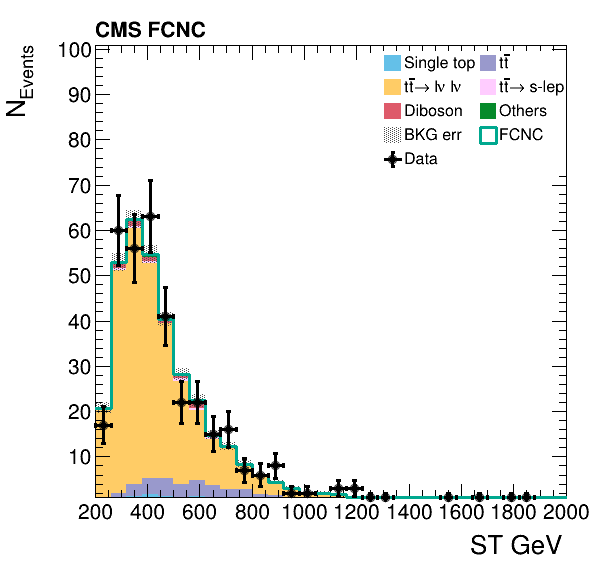 CMS FCNC
N_Events
100
90
80
70
60
50
40
30
20
10
Single top
tt̄
tt̄→ lν lν
tt̄→ s-lep
Diboson
Others
BKG err
FCNC
Data
200 400 600 800 1000 1200 1400 1600 1800 2000
ST GeV